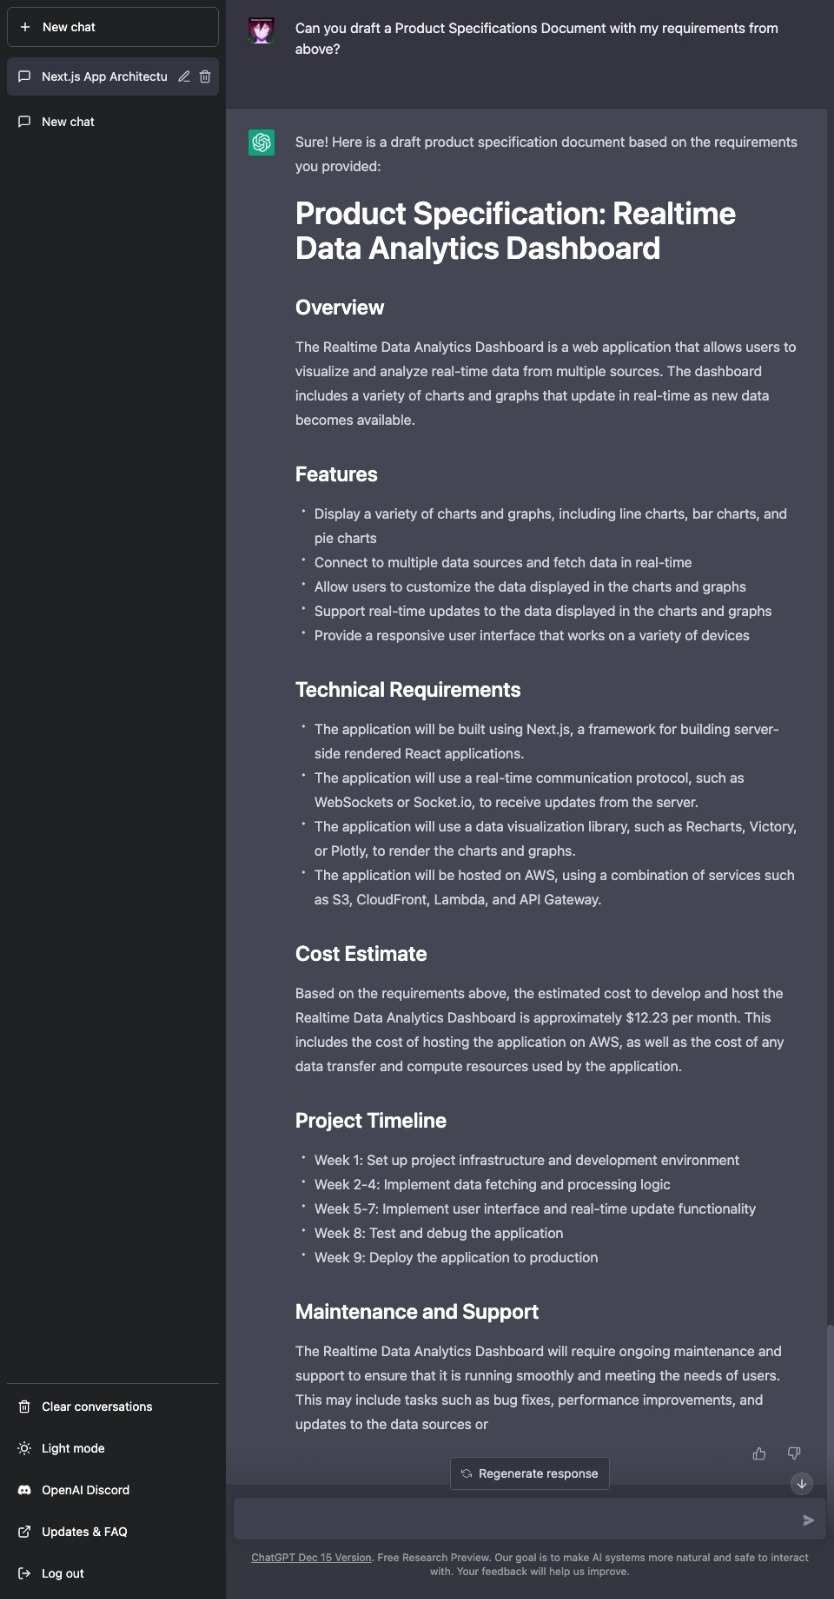 New chat
Next.js App Architectu
New chat
Clear conversations
Light mode
OpenAI Discord
Updates & FAQ
Log out
Can you draft a Product Specifications Document with my requirements from
above?
Sure! Here is a draft product specification document based on the requirements
you provided:
Product Specification: Realtime
Data Analytics Dashboard
Overview
The Realtime Data Analytics Dashboard is a web application that allows users to
visualize and analyze real-time data from multiple sources. The dashboard
includes a variety of charts and graphs that update in real-time as new data
becomes available.
Features
• Display a variety of charts and graphs, including line charts, bar charts, and
pie charts
• Connect to multiple data sources and fetch data in real-time
• Allow users to customize the data displayed in the charts and graphs
• Support real-time updates to the data displayed in the charts and graphs
• Provide a responsive user interface that works on a variety of devices
Technical Requirements
• The application will be built using Next.js, a framework for building server-
side rendered React applications.
• The application will use a real-time communication protocol, such as
WebSockets or Socket.io, to receive updates from the server.
• The application will use a data visualization library, such as Recharts, Victory,
or Plotly, to render the charts and graphs.
• The application will be hosted on AWS, using a combination of services such
as S3, CloudFront, Lambda, and API Gateway.
Cost Estimate
Based on the requirements above, the estimated cost to develop and host the
Realtime Data Analytics Dashboard is approximately $12.23 per month. This
includes the cost of hosting the application on AWS, as well as the cost of any
data transfer and compute resources used by the application.
Project Timeline
• Week 1: Set up project infrastructure and development environment
• Week 2-4: Implement data fetching and processing logic
• Week 5-7: Implement user interface and real-time update functionality
• Week 8: Test and debug the application
• Week 9: Deploy the application to production
Maintenance and Support
The Realtime Data Analytics Dashboard will require ongoing maintenance and
support to ensure that it is running smoothly and meeting the needs of users.
This may include tasks such as bug fixes, performance improvements, and
updates to the data sources or
Regenerate response
ChatGPT Dec 15 Version. Free Research Preview. Our goal is to make AI systems more natural and safe to interact
with. Your feedback will help us improve.